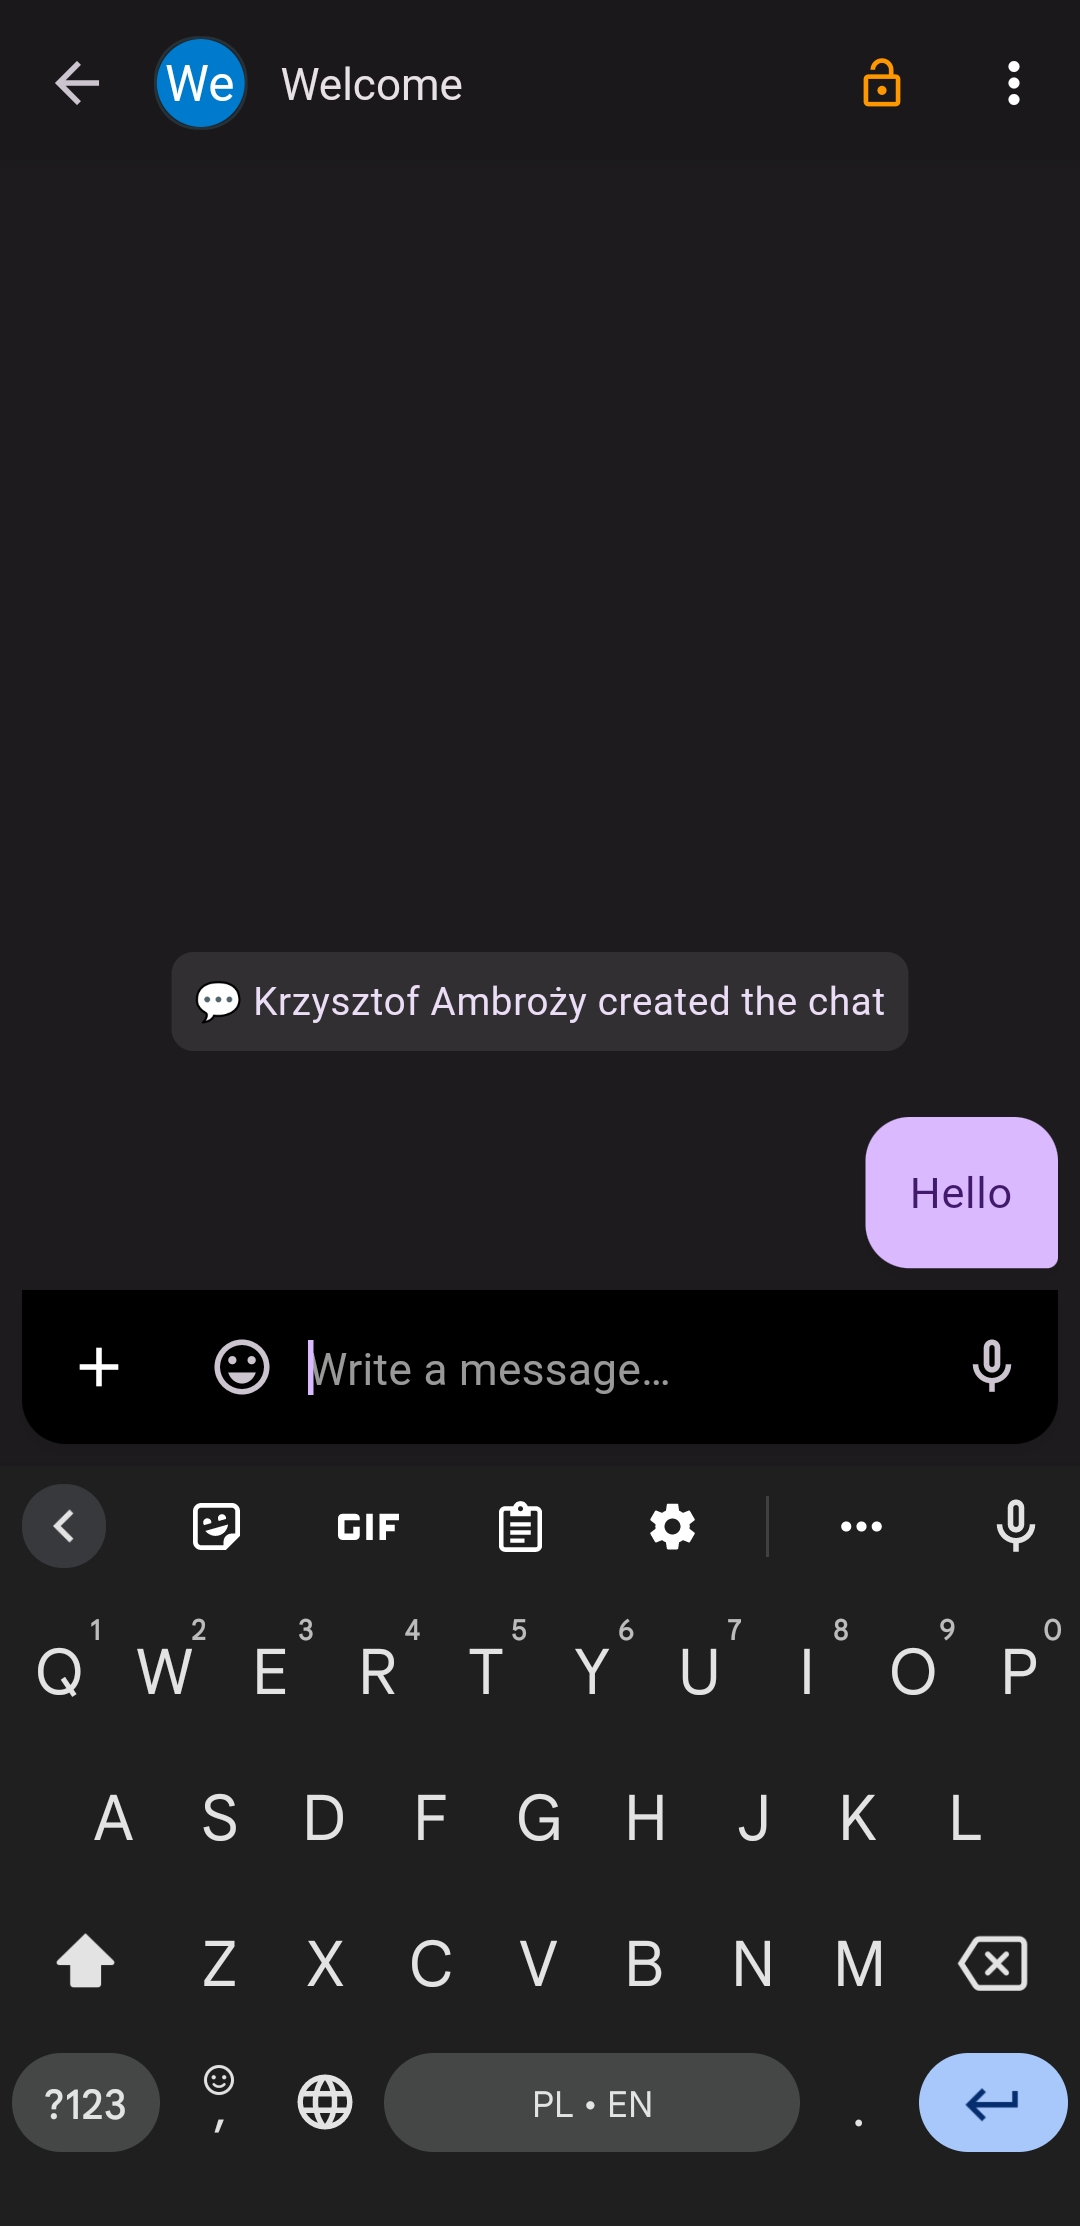 We Welcome
💬 Krzysztof Ambroży created the chat
Hello
Write a message…
GIF
1 2 3 4 5 6 7 8 9 0
Q W E R T Y U I O P
A S D F G H J K L
Z X C V B N M
?123 , PL • EN .